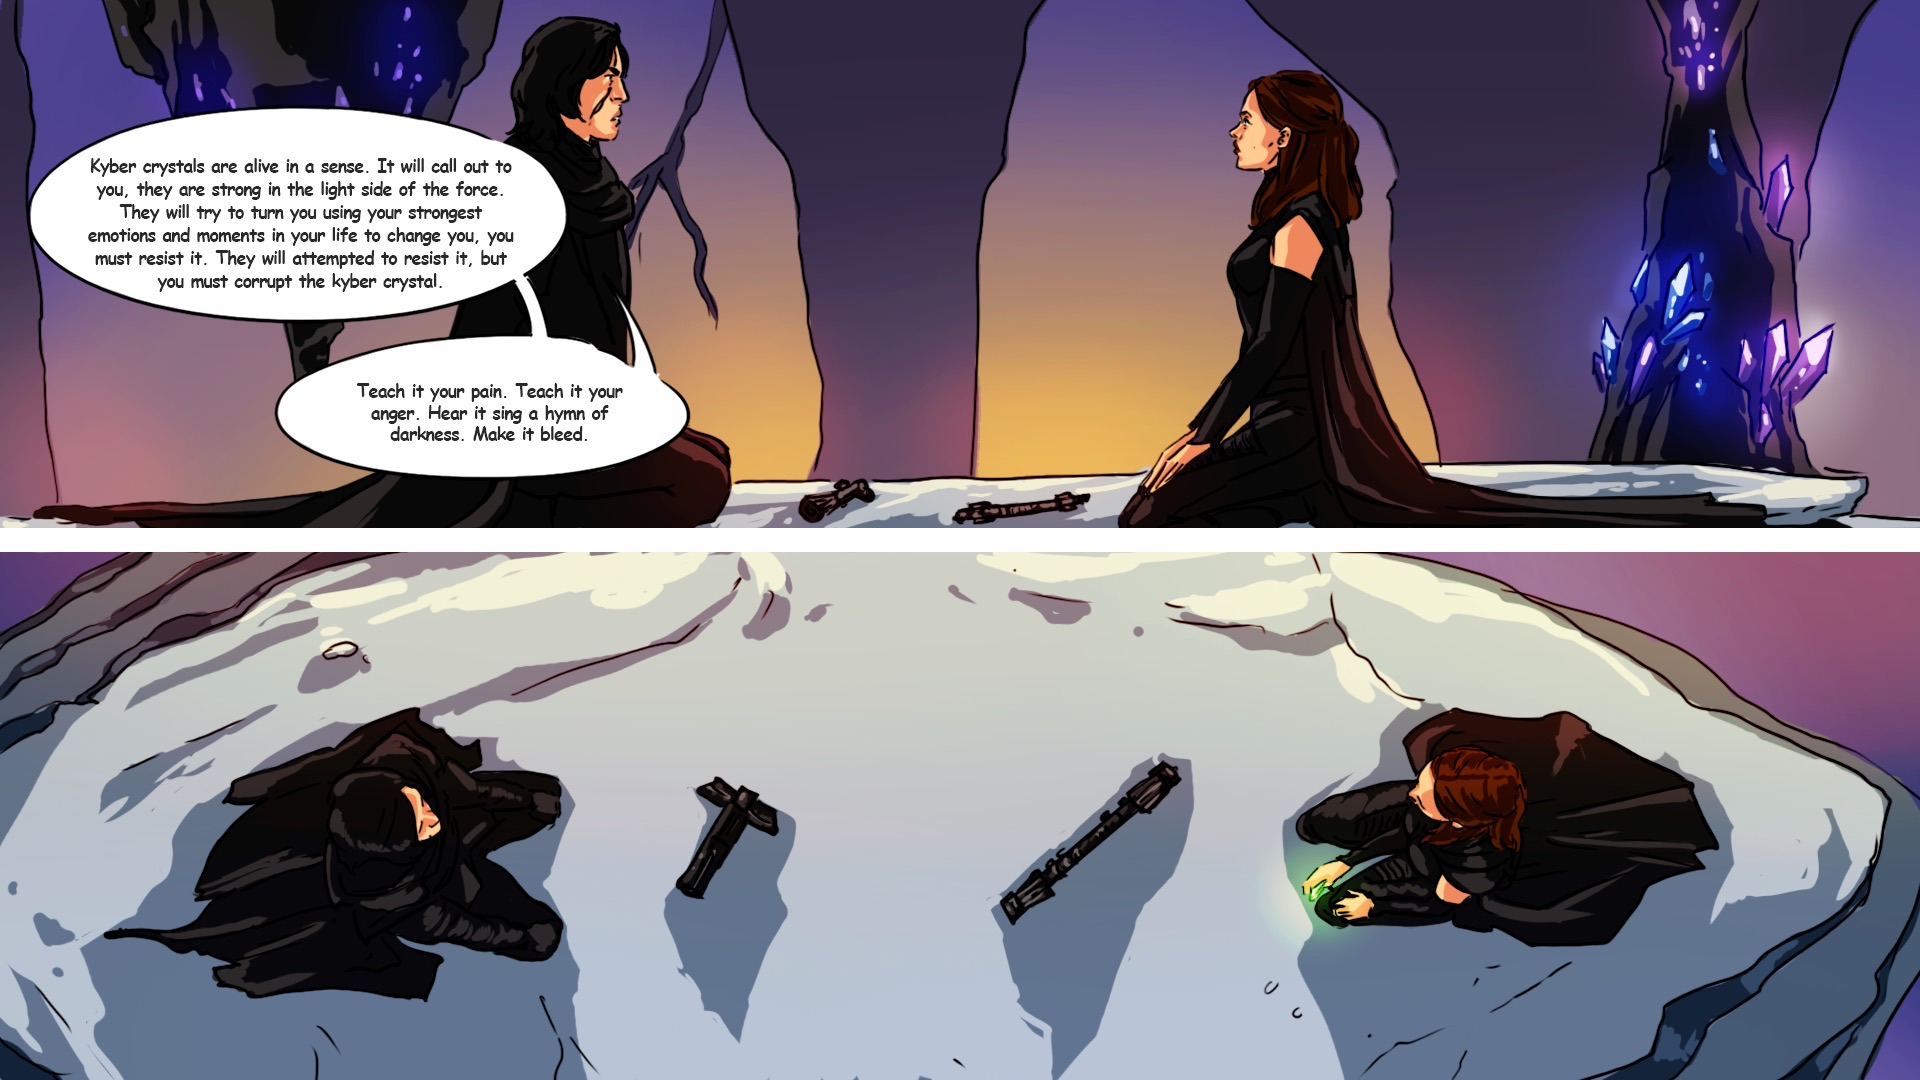 Kyber crystals are alive in a sense. It will call out to
you, they are strong in the light side of the force.
They will try to turn you using your strongest
emotions and moments in your life to change you, you
must resist it. They will attempted to resist it, but
you must corrupt the kyber crystal.
Teach it your pain. Teach it your
anger. Hear it sing a hymn of
darkness. Make it bleed.